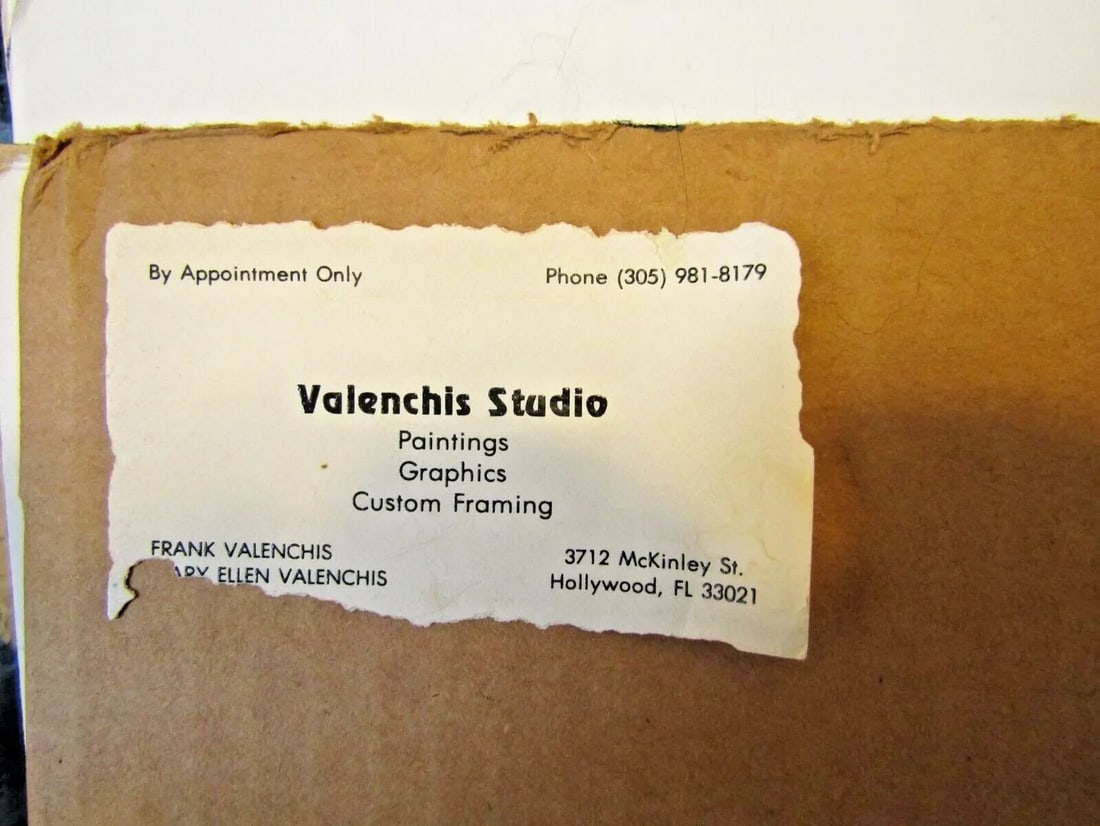 By Appointment Only Phone (305) 981-8179
Valenchis Studio
Paintings
Graphics
Custom Framing
FRANK VALENCHIS
ELLEN VALENCHIS
3712 McKinley St.
Hollywood, FL 33021